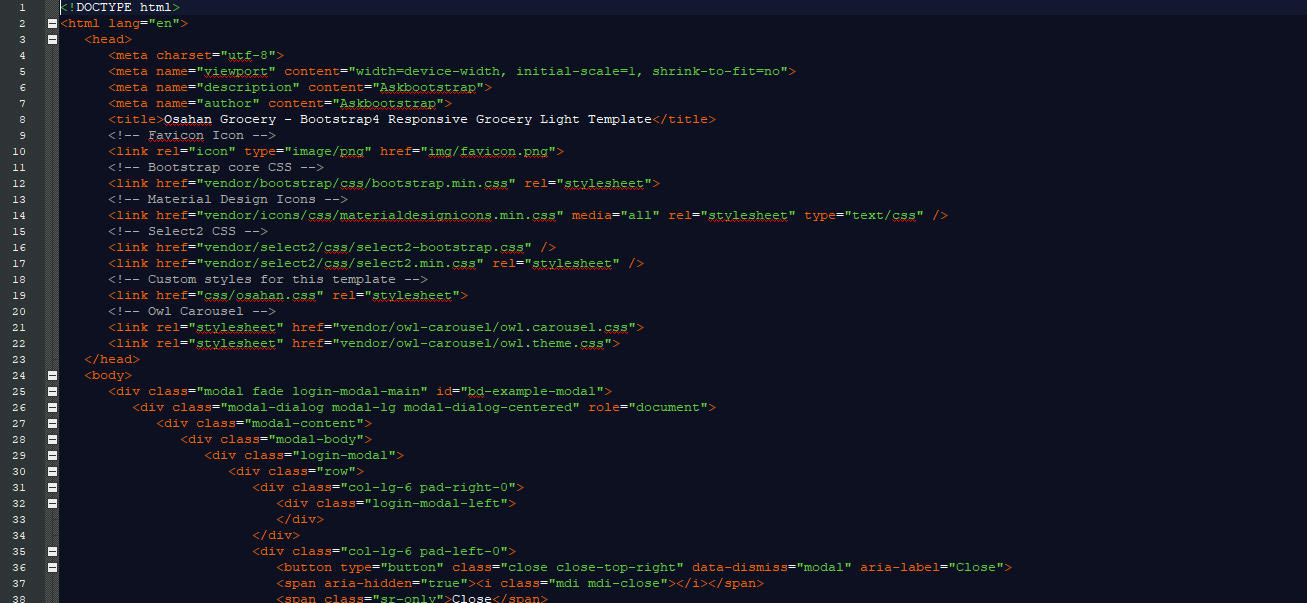 1 <!DOCTYPE html>
2 <html lang="en">
3 <head>
4 <meta charset="utf-8">
5 <meta name="viewport" content="width=device-width, initial-scale=1, shrink-to-fit=no">
6 <meta name="description" content="Askbootstrap">
7 <meta name="author" content="Askbootstrap">
8 <title>Osahan Grocery - Bootstrap4 Responsive Grocery Light Template</title>
9 <!-- Favicon Icon -->
10 <link rel="icon" type="image/png" href="img/favicon.png">
11 <!-- Bootstrap core CSS -->
12 <link href="vendor/bootstrap/css/bootstrap.min.css" rel="stylesheet">
13 <!-- Material Design Icons -->
14 <link href="vendor/icons/css/materialdesignicons.min.css" media="all" rel="stylesheet" type="text/css" />
15 <!-- Select2 CSS -->
16 <link href="vendor/select2/css/select2-bootstrap.css" />
17 <link href="vendor/select2/css/select2.min.css" rel="stylesheet" />
18 <!-- Custom styles for this template -->
19 <link href="css/osahan.css" rel="stylesheet">
20 <!-- Owl Carousel -->
21 <link rel="stylesheet" href="vendor/owl-carousel/owl.carousel.css">
22 <link rel="stylesheet" href="vendor/owl-carousel/owl.theme.css">
23 </head>
24 <body>
25 <div class="modal fade login-modal-main" id="bd-example-modal">
26 <div class="modal-dialog modal-lg modal-dialog-centered" role="document">
27 <div class="modal-content">
28 <div class="modal-body">
29 <div class="login-modal">
30 <div class="row">
31 <div class="col-lg-6 pad-right-0">
32 <div class="login-modal-left">
33 </div>
34 </div>
35 <div class="col-lg-6 pad-left-0">
36 <button type="button" class="close close-top-right" data-dismiss="modal" aria-label="Close">
37 <span aria-hidden="true"><i class="mdi mdi-close"></i></span>
38 <span class="sr-only">Close</span>